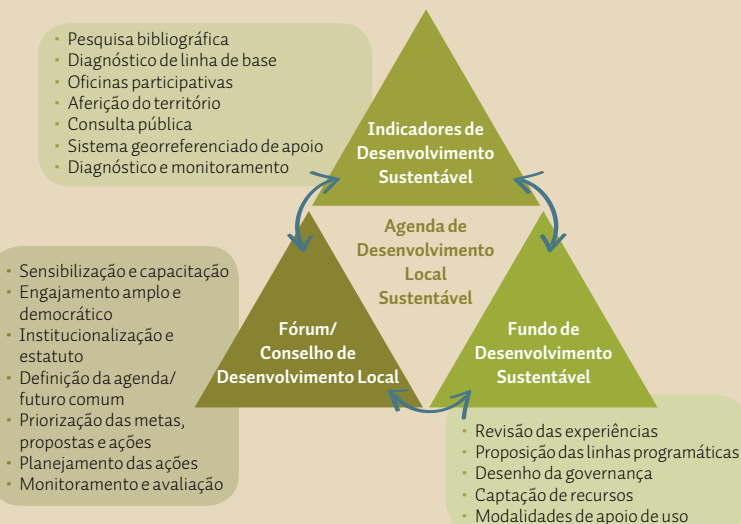 • Pesquisa bibliográfica
• Diagnóstico de linha de base
• Oficinas participativas
• Aferição do território
• Consulta pública
• Sistema georreferenciado de apoio
• Diagnóstico e monitoramento
Indicadores de
Desenvolvimento
Sustentável
Agenda de
Desenvolvimento
Local
Sustentável
• Sensibilização e capacitação
• Engajamento amplo e
democrático
• Institucionalização e
estatuto
• Definição da agenda/
futuro comum
• Priorização das metas,
propostas e ações
• Planejamento das ações
• Monitoramento e avaliação
Fórum/
Conselho de
Desenvolvimento Local
Fundo de
Desenvolvimento
Sustentável
• Revisão das experiências
• Proposição das linhas programáticas
• Desenho da governança
• Captação de recursos
• Modalidades de apoio de uso